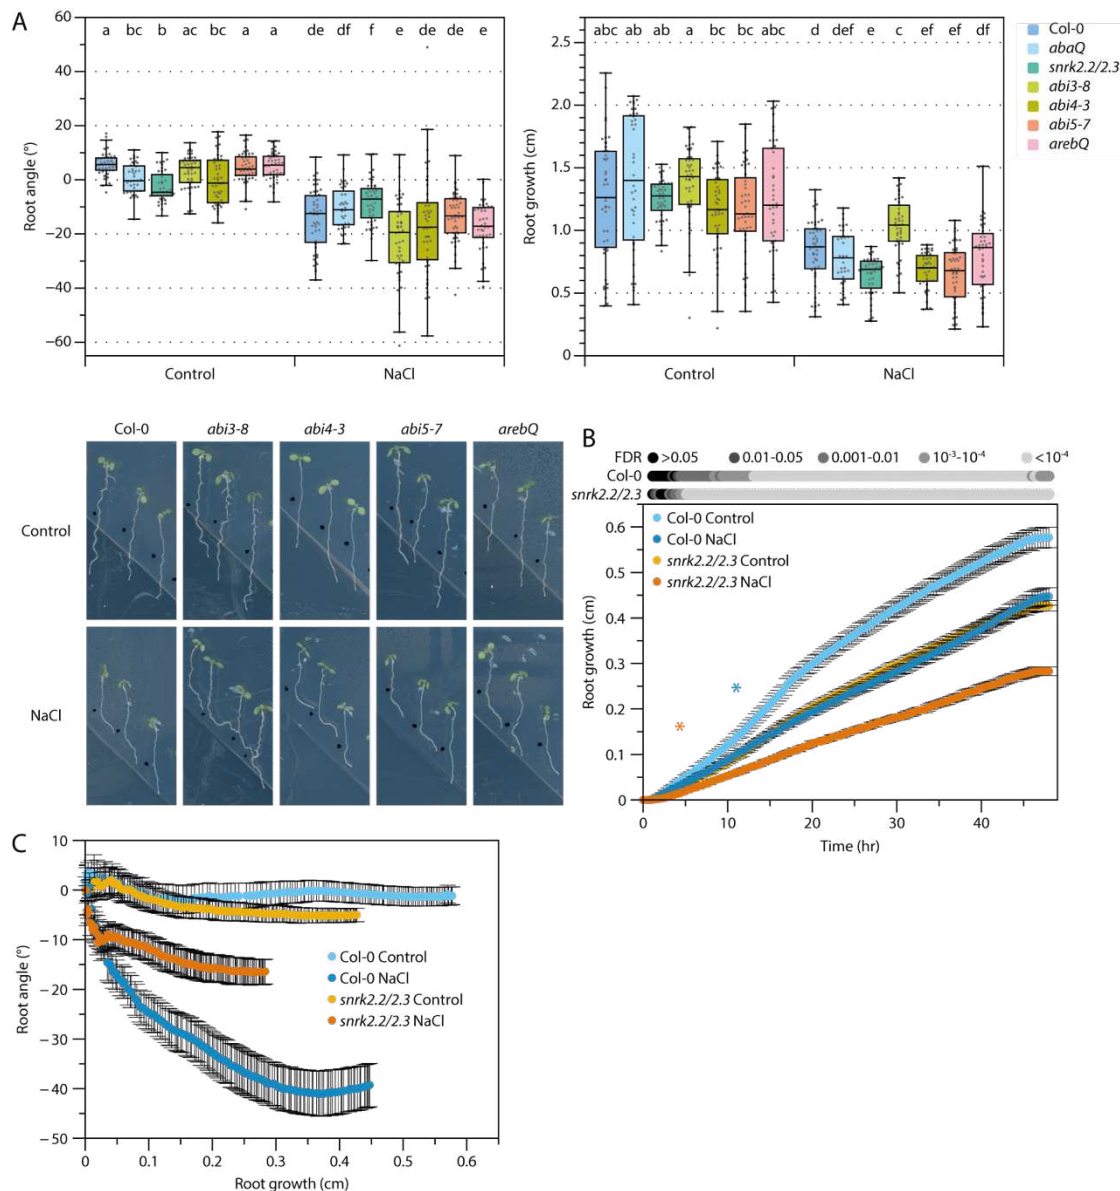 A
Root angle (°)
60
40
20
0
−20
−40
−60
a bc b ac bc a a de df f e de de e
Control NaCl
Root growth (cm)
2.5
2.0
1.5
1.0
0.5
0
abc ab ab a bc bc abc d def e c ef ef df
Control NaCl
Col-0
abaQ
snrk2.2/2.3
abi3-8
abi4-3
abi5-7
arebQ
Col-0 abi3-8 abi4-3 abi5-7 arebQ
Control
NaCl
B
FDR >0.05 0.01-0.05 0.001-0.01 10⁻³-10⁻⁴ <10⁻⁴
Col-0
snrk2.2/2.3
Col-0 Control
Col-0 NaCl
snrk2.2/2.3 Control
snrk2.2/2.3 NaCl
*
*
Root growth (cm)
0.6
0.5
0.4
0.3
0.2
0.1
0
0 10 20 30 40
Time (hr)
C
Root angle (°)
10
0
−10
−20
−30
−40
−50
Col-0 Control
Col-0 NaCl
snrk2.2/2.3 Control
snrk2.2/2.3 NaCl
0 0.1 0.2 0.3 0.4 0.5 0.6
Root growth (cm)